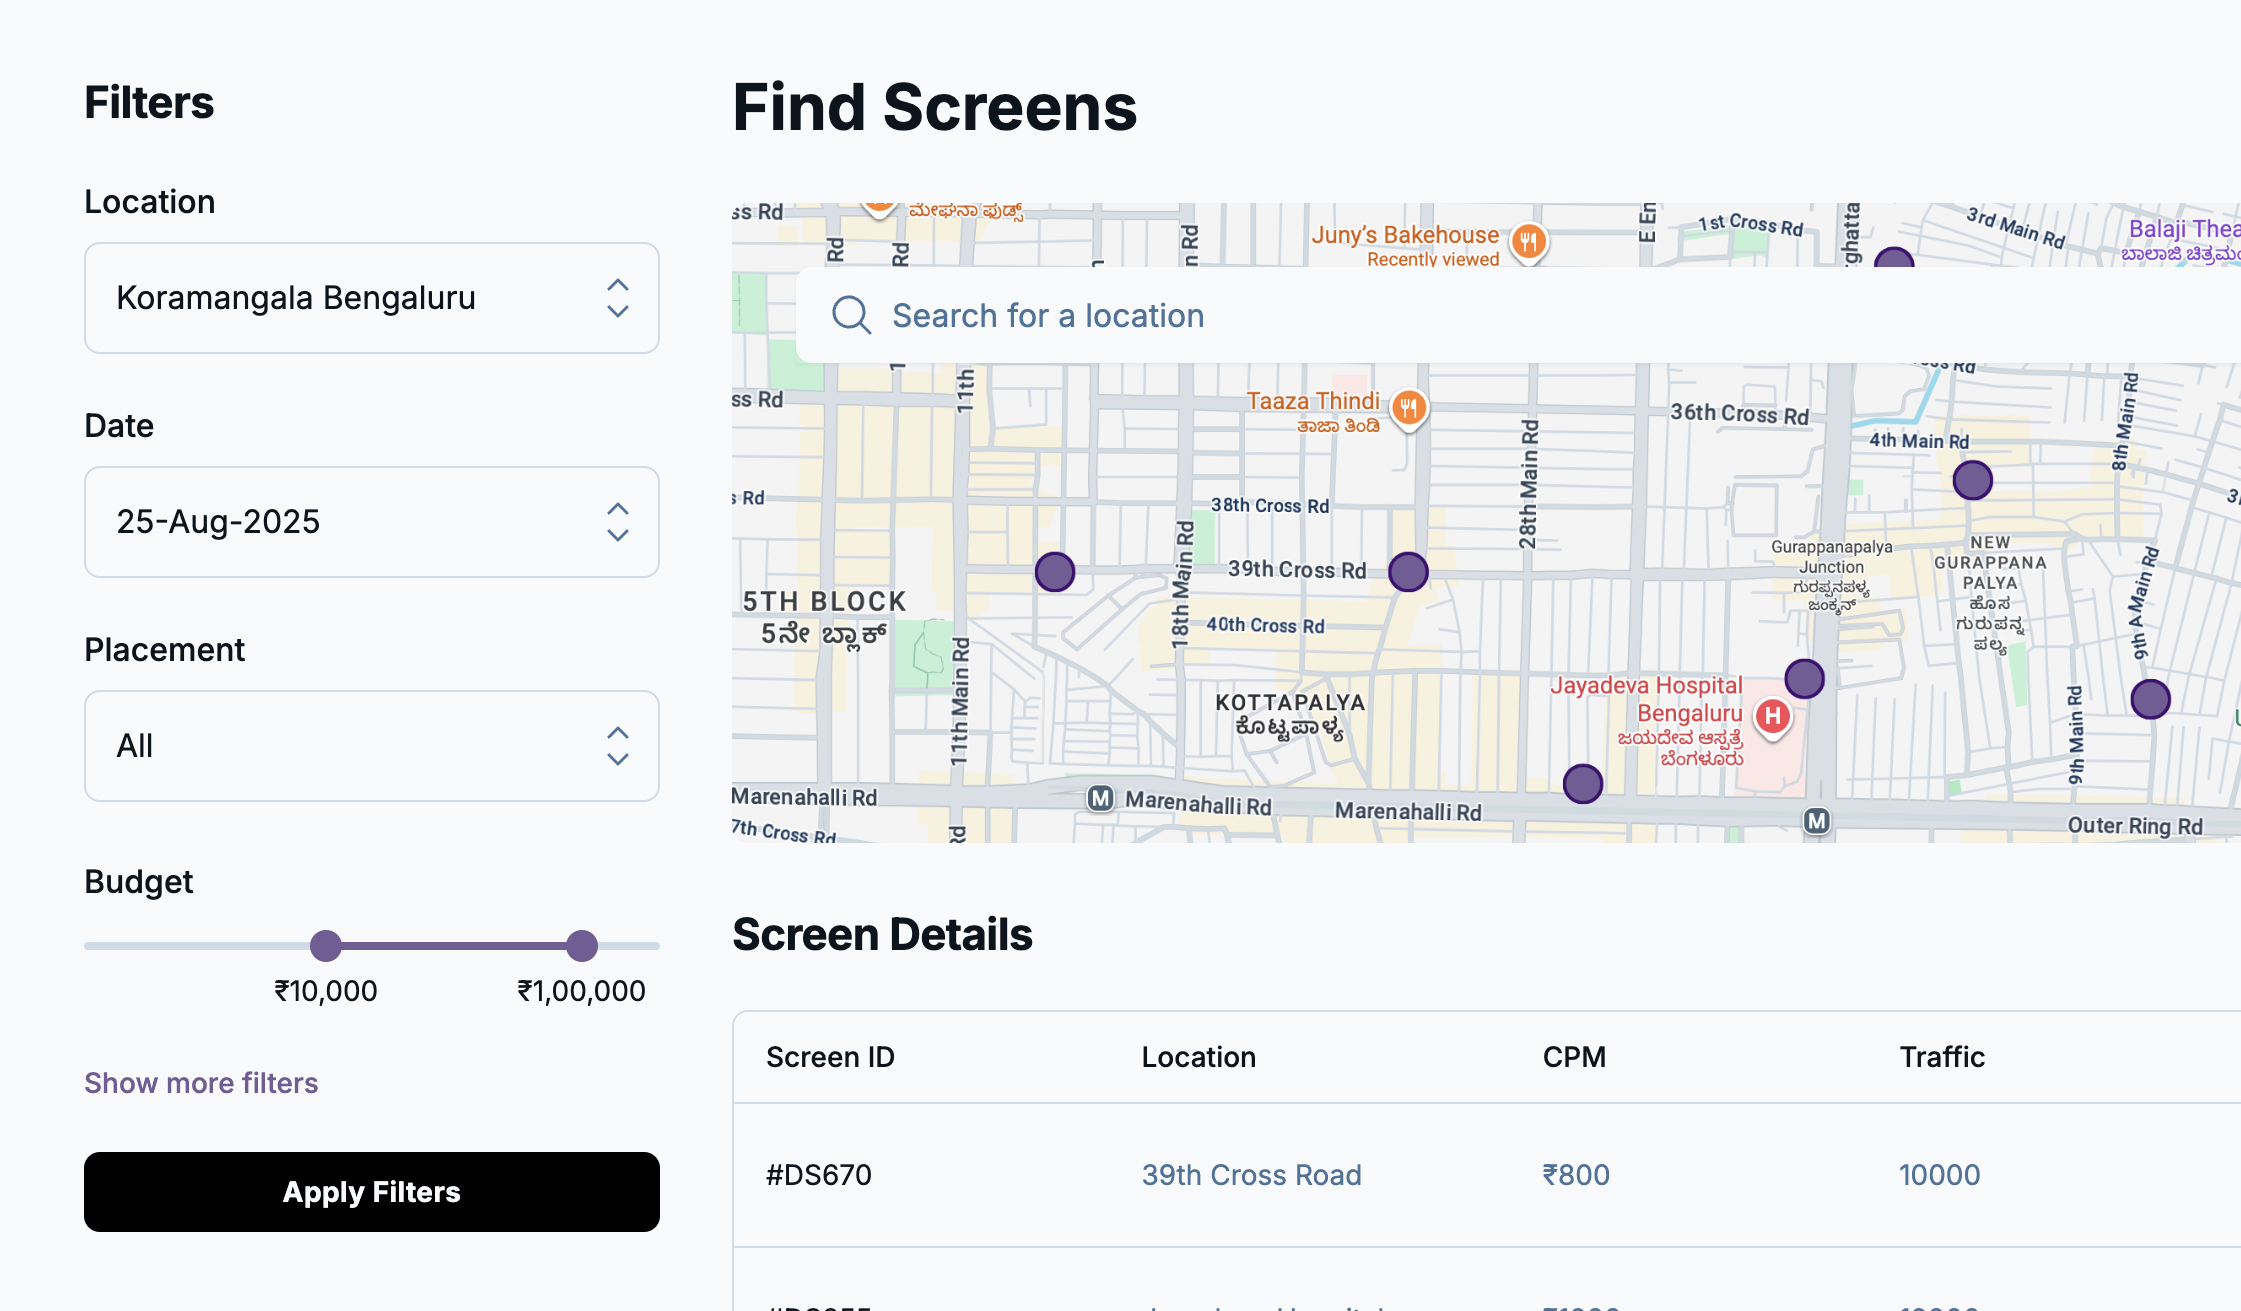 Filters
Location
Koramangala Bengaluru
Date
25-Aug-2025
Placement
All
Budget
₹10,000
₹1,00,000
Show more filters
Apply Filters
Find Screens
ss Rd
ಮೇಘನಾ ಫುಡ್ಸ್
Rd
Rd
n Rd
Juny's Bakehouse
Recently viewed
E En
1st Cross Rd
3rd Main Rd
Balaji Thea
ಬಾಲಾಜಿ ಚಿತ್ರಮಂ
Search for a location
ss Rd
11th
Taaza Thindi
ತಾಜಾ ತಿಂಡಿ
36th Cross Rd
4th Main Rd
8th Main Rd
s Rd
38th Cross Rd
28th Main Rd
18th Main Rd
39th Cross Rd
Gurappanapalya
Junction
ಗುರಪ್ಪನಪಳ್ಯ
ಜಂಕ್ಷನ್
NEW
GURAPPANA
PALYA
ಹೊಸ
ಗುರುಪನ್ನ
ಪಲ್ಯ
9th A Main Rd
5TH BLOCK
5ನೇ ಬ್ಲಾಕ್
40th Cross Rd
11th Main Rd
KOTTAPALYA
ಕೊಟ್ಟಪಾಳ್ಯ
Jayadeva Hospital
Bengaluru
ಜಯದೇವ ಆಸ್ಪತ್ರೆ
ಬೆಂಗಳೂರು
H
9th Main Rd
Marenahalli Rd
M
Marenahalli Rd
Marenahalli Rd
M
Outer Ring Rd
7th Cross Rd
Rd
Screen Details
Screen ID
Location
CPM
Traffic
#DS670
39th Cross Road
₹800
10000